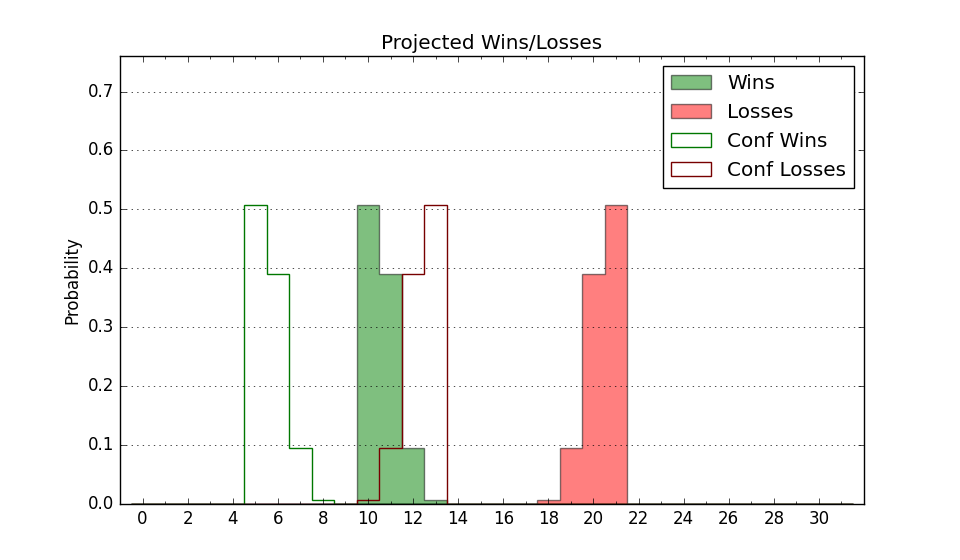 Projected Wins/Losses
Wins
Losses
Conf Wins
Conf Losses
Probability
0.7
0.6
0.5
0.4
0.3
0.2
0.1
0.0
0 2 4 6 8 10 12 14 16 18 20 22 24 26 28 30